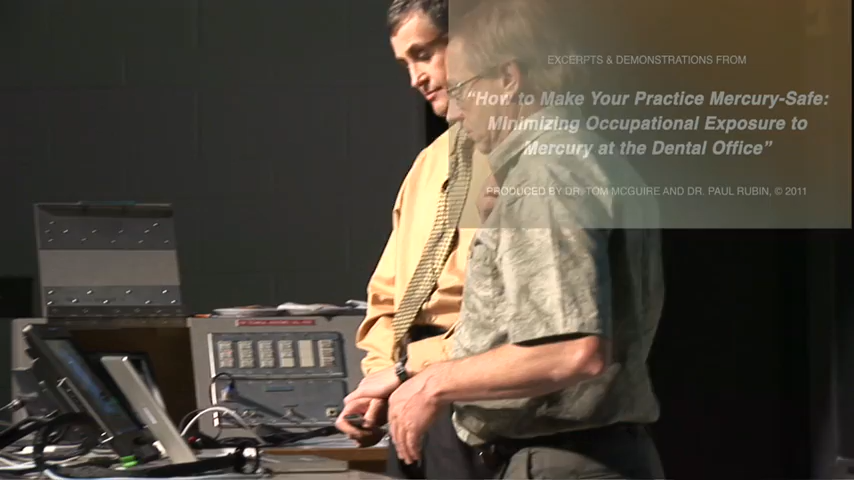 EXCERPTS & DEMONSTRATIONS FROM
“How to Make Your Practice Mercury-Safe:
Minimizing Occupational Exposure to
Mercury at the Dental Office”
PRODUCED BY DR. TOM MCGUIRE AND DR. PAUL RUBIN, © 2011